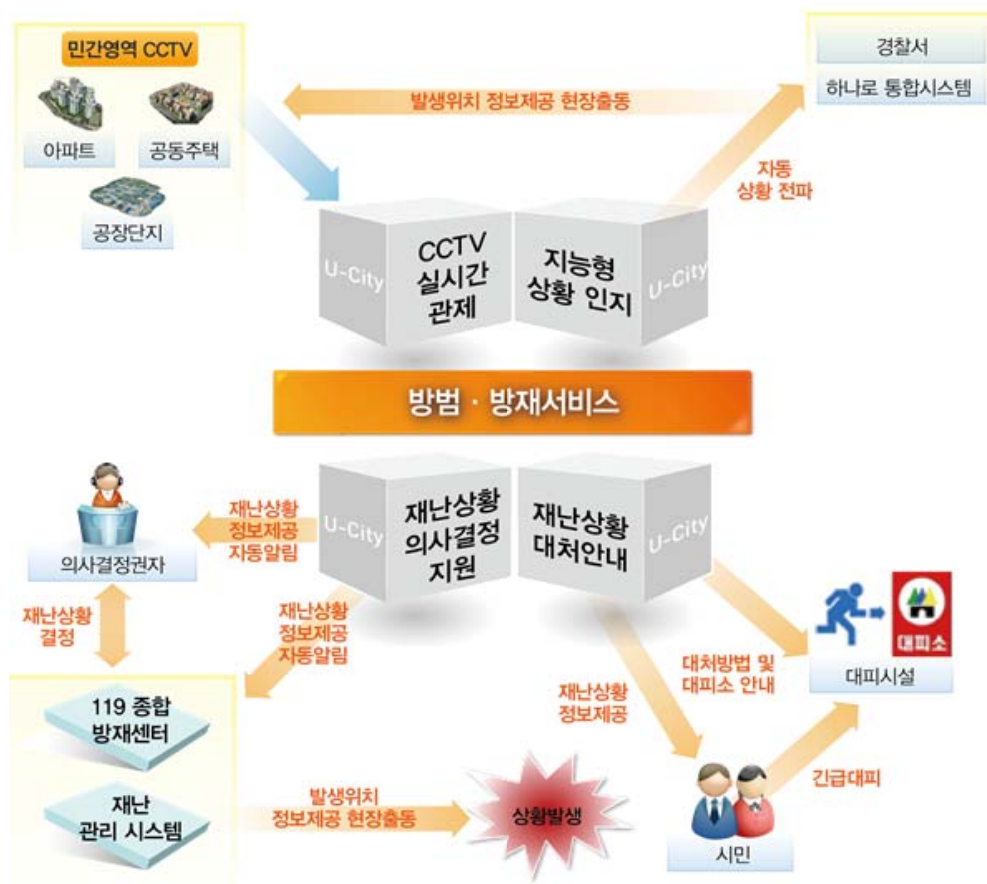 민간영역 CCTV
아파트
공동주택
공장단지
발생위치 정보제공 현장출동
경찰서
하나로 통합시스템
자동
상황 전파
U-City
CCTV
실시간
관제
지능형
상황 인지
U-City
방범 · 방재서비스
U-City
재난상황
의사결정
지원
재난상황
대처안내
U-City
재난상황
정보제공
자동알림
의사결정권자
재난상황
결정
재난상황
정보제공
자동알림
119 종합
방재센터
재난
관리 시스템
발생위치
정보제공 현장출동
상황발생
재난상황
정보제공
대처방법 및
대피소 안내
대피소
대피시설
긴급대피
시민